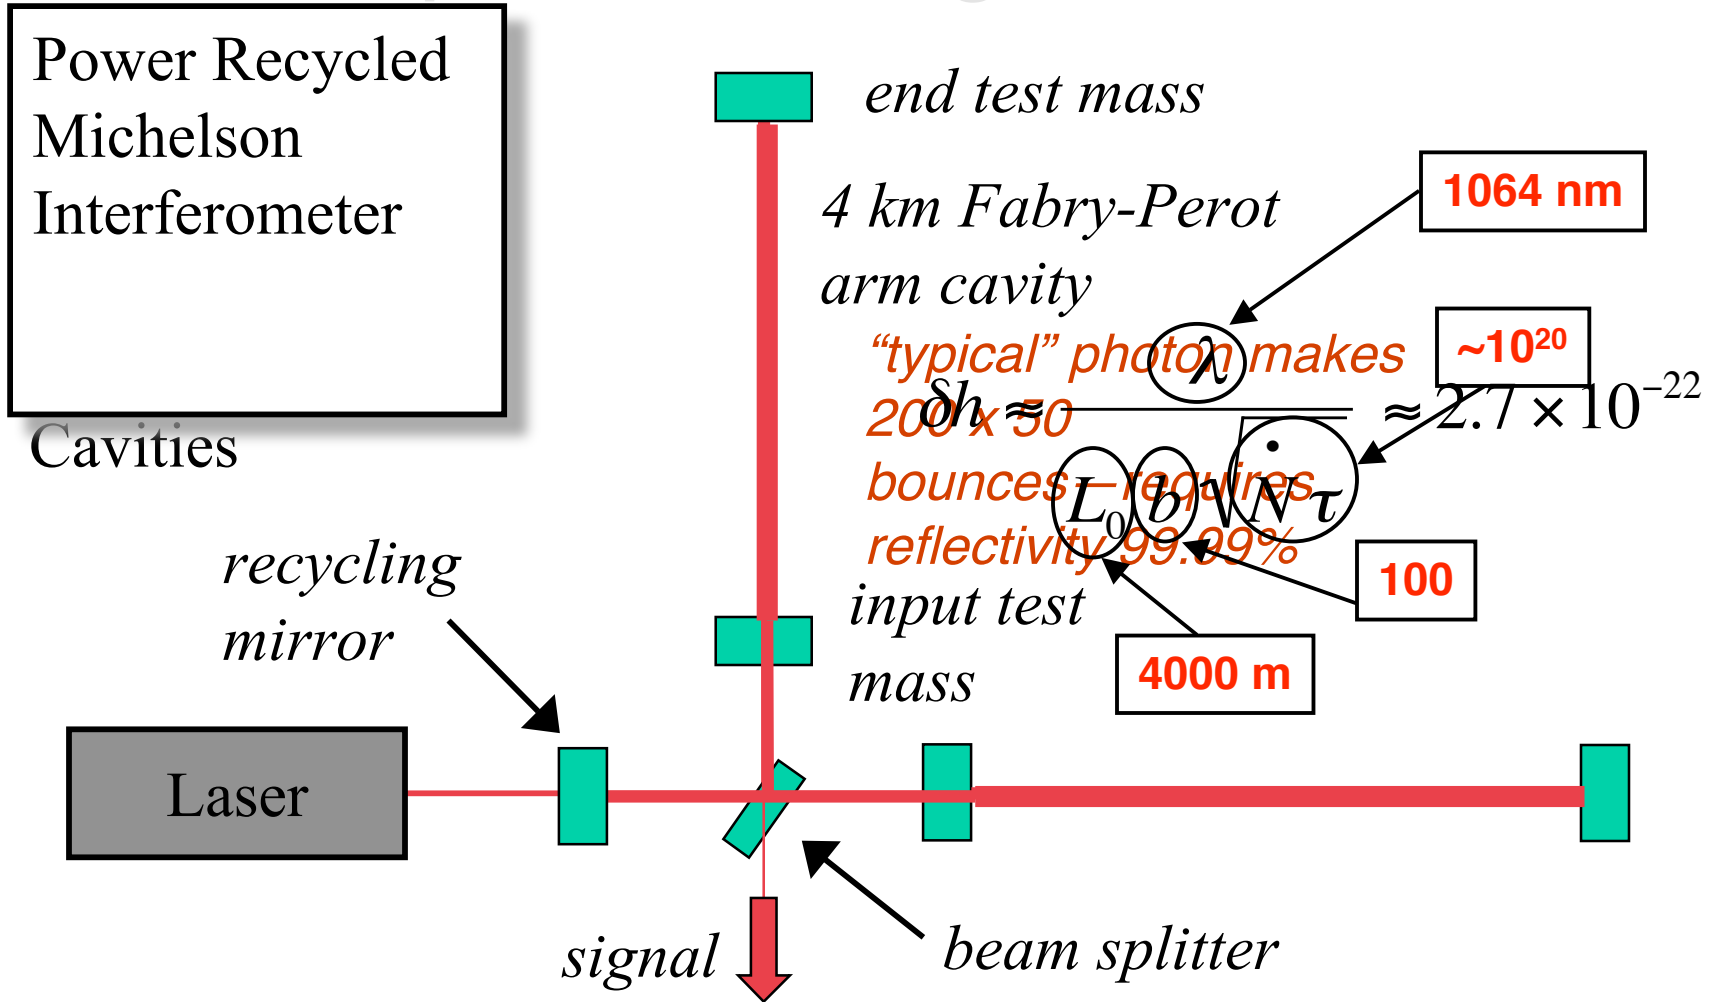 Power Recycled
Michelson
Interferometer
Cavities
end test mass
4 km Fabry-Perot
arm cavity
1064 nm
~10²⁰
“typical” photon makes
200 x 50
bounces—requires
reflectivity 99.99%
δh ≈ λ / (L₀ b √(Ṅ τ)) ≈ 2.7 × 10⁻²²
100
4000 m
input test
mass
recycling
mirror
Laser
signal
beam splitter